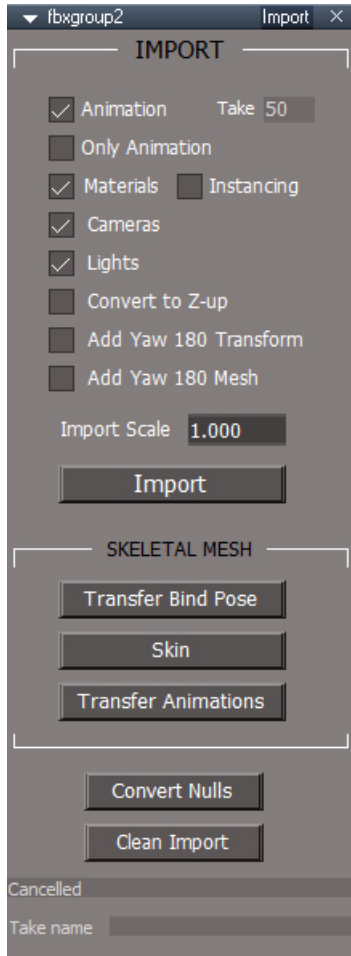 fbxgroup2 Import
IMPORT
Animation Take 50
Only Animation
Materials Instancing
Cameras
Lights
Convert to Z-up
Add Yaw 180 Transform
Add Yaw 180 Mesh
Import Scale 1.000
Import
SKELETAL MESH
Transfer Bind Pose
Skin
Transfer Animations
Convert Nulls
Clean Import
Cancelled
Take name